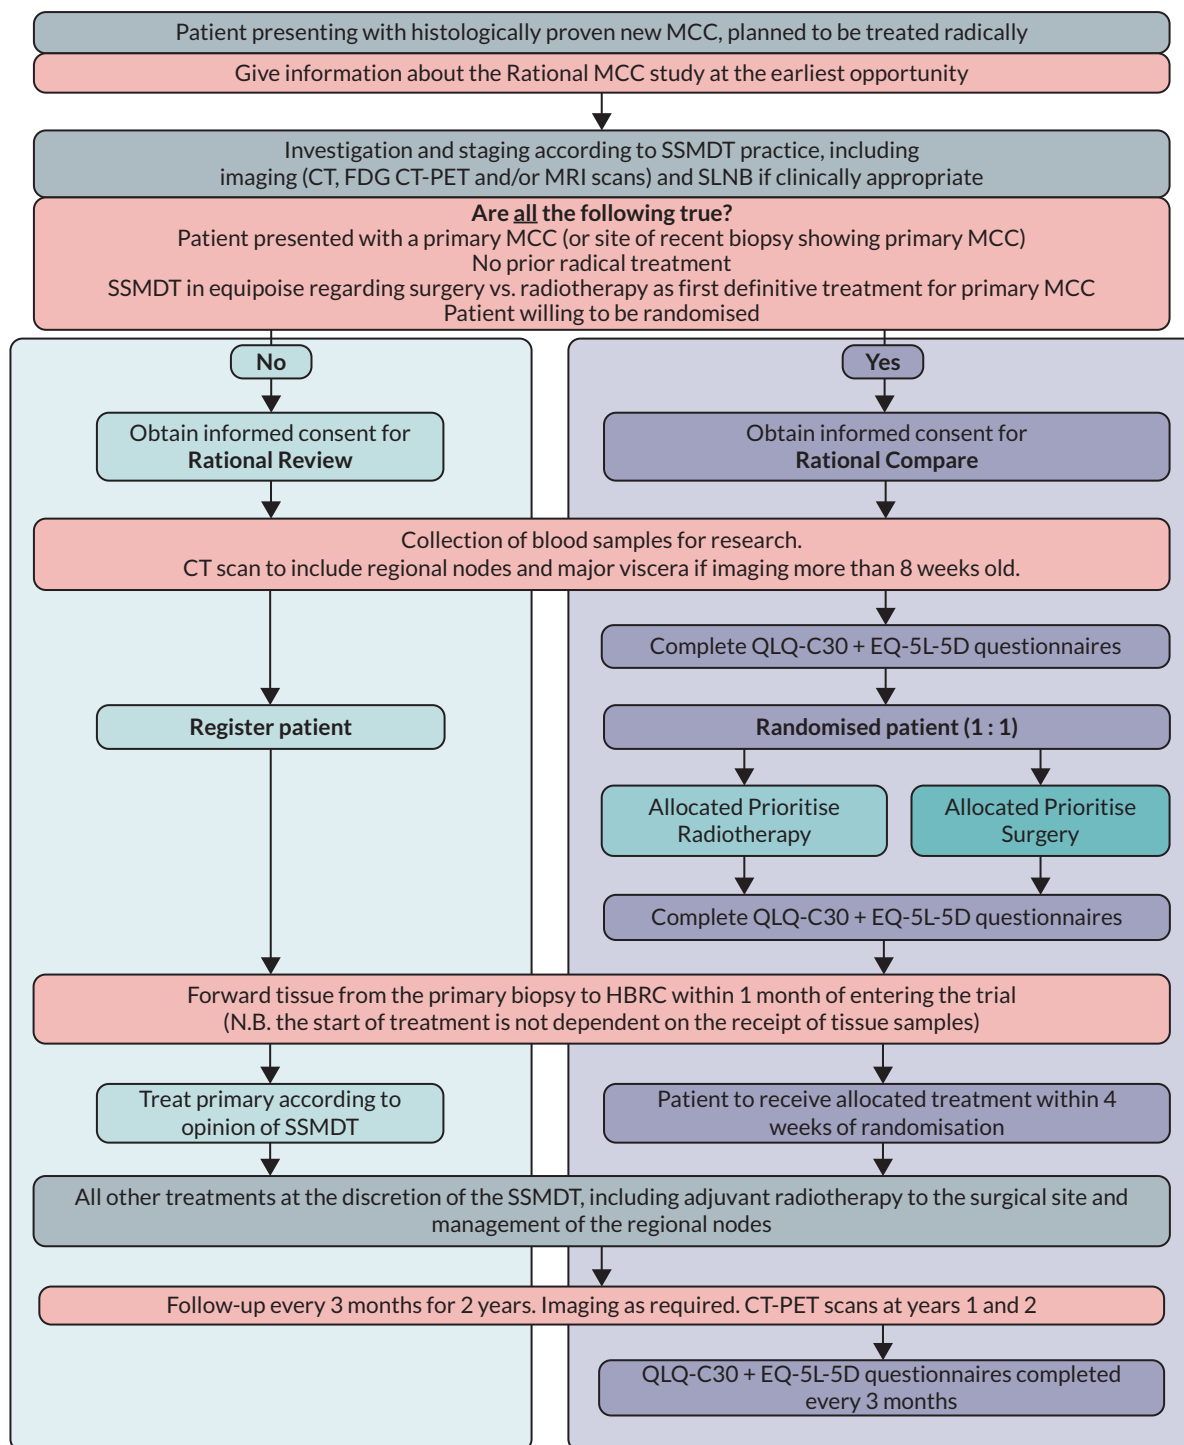 Patient presenting with histologically proven new MCC, planned to be treated radically
Give information about the Rational MCC study at the earliest opportunity
Investigation and staging according to SSMDT practice, including
imaging (CT, FDG CT-PET and/or MRI scans) and SLNB if clinically appropriate
Are all the following true?
Patient presented with a primary MCC (or site of recent biopsy showing primary MCC)
No prior radical treatment
SSMDT in equipoise regarding surgery vs. radiotherapy as first definitive treatment for primary MCC
Patient willing to be randomised
No
Yes
Obtain informed consent for
Rational Review
Obtain informed consent for
Rational Compare
Collection of blood samples for research.
CT scan to include regional nodes and major viscera if imaging more than 8 weeks old.
Complete QLQ-C30 + EQ-5L-5D questionnaires
Register patient
Randomised patient (1 : 1)
Allocated Prioritise
Radiotherapy
Allocated Prioritise
Surgery
Complete QLQ-C30 + EQ-5L-5D questionnaires
Forward tissue from the primary biopsy to HBRC within 1 month of entering the trial
(N.B. the start of treatment is not dependent on the receipt of tissue samples)
Treat primary according to
opinion of SSMDT
Patient to receive allocated treatment within 4
weeks of randomisation
All other treatments at the discretion of the SSMDT, including adjuvant radiotherapy to the surgical site and
management of the regional nodes
Follow-up every 3 months for 2 years. Imaging as required. CT-PET scans at years 1 and 2
QLQ-C30 + EQ-5L-5D questionnaires completed
every 3 months